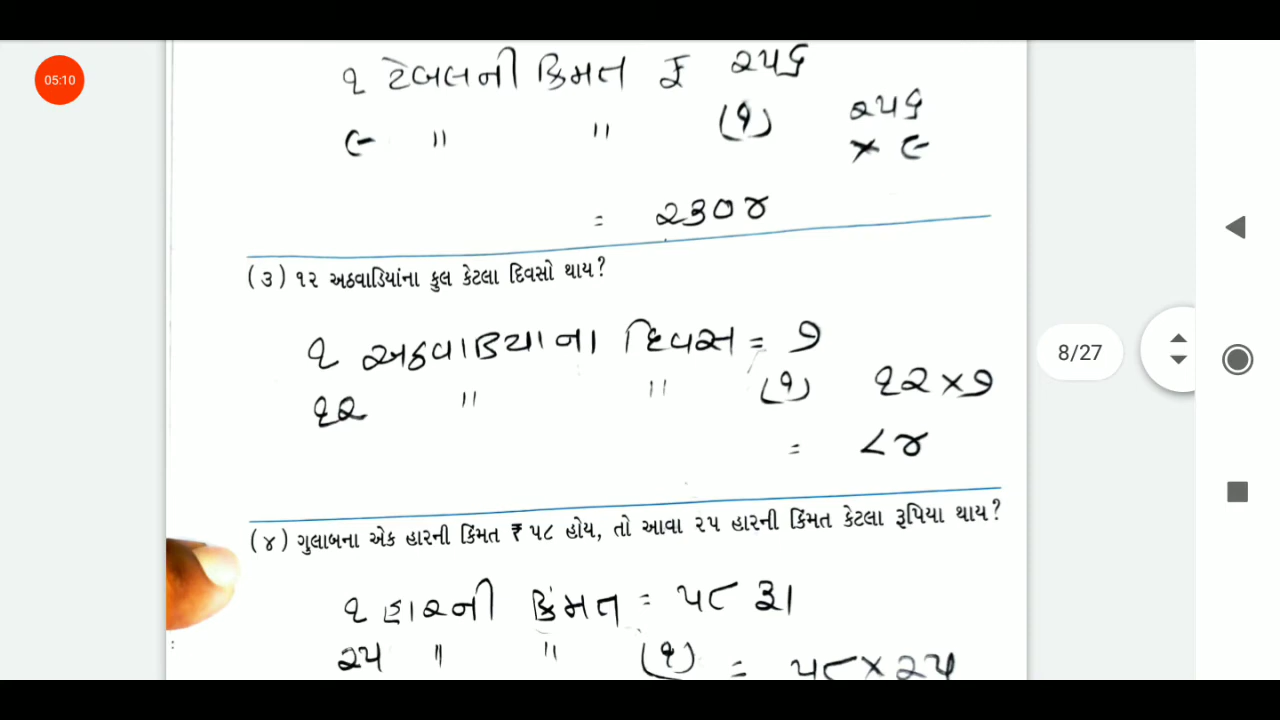 05:10
૧ ટેબલની કિંમત રૂ ૨૫૬
૯ " " (?) ૨૫૬
× ૯
= ૨૩૦૪
(૩) ૧૨ અઠવાડિયાંના કુલ કેટલા દિવસો થાય?
૧ અઠવાડિયાના દિવસ = ૭
૧૨ " " (?) ૧૨×૭
= ૮૪
8/27
(૪) ગુલાબના એક હારની કિંમત ₹ ૫૮ હોય, તો આવા ૨૫ હારની કિંમત કેટલા રૂપિયા થાય?
૧ હારની કિંમત = ૫૮ રૂા
૨૫ " " (?) = ૫૮×૨૫